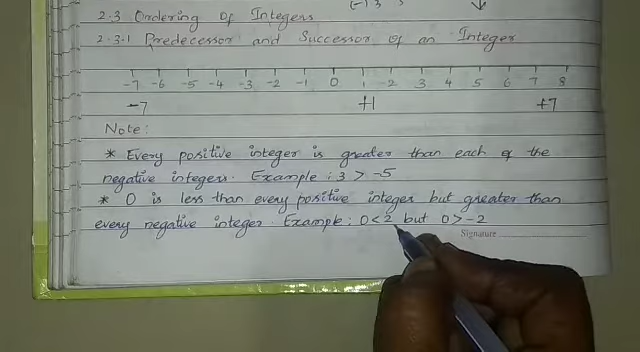 2.3 Ordering Of Integers
2.3.1 Predecessor and Successor of an Integer
-7 -6 -5 -4 -3 -2 -1 0 1 2 3 4 5 6 7 8
-7 +1 +7
Note:
* Every positive integer is greater than each of the
negative integers. Example : 3 > -5
* 0 is less than every positive integer but greater than
every negative integer. Example: 0 < 2 but 0 > -2
Signature